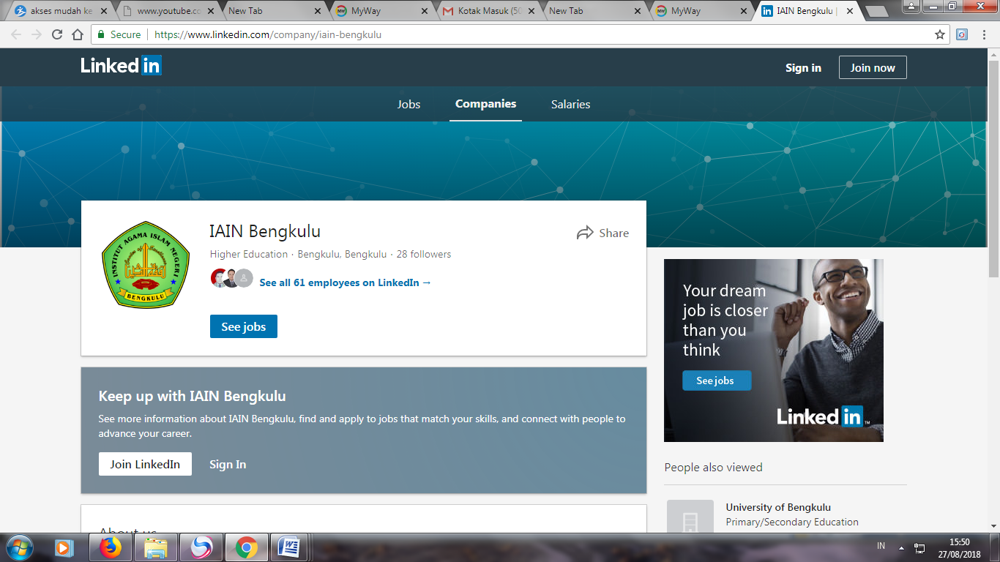 akses mudah ke
www.youtube.co
New Tab
MyWay
Kotak Masuk (50
New Tab
MyWay
IAIN Bengkulu |
Secure
https://www.linkedin.com/company/iain-bengkulu
Linked in
Sign in
Join now
Jobs
Companies
Salaries
INSTITUT AGAMA ISLAM NEGERI
BENGKULU
IAIN Bengkulu
Share
Higher Education · Bengkulu, Bengkulu · 28 followers
See all 61 employees on LinkedIn →
See jobs
Keep up with IAIN Bengkulu
See more information about IAIN Bengkulu, find and apply to jobs that match your skills, and connect with people to
advance your career.
Join LinkedIn
Sign In
About us
Your dream
job is closer
than you
think
See jobs
Linked in ™
People also viewed
University of Bengkulu
Primary/Secondary Education
IN
15:50
27/08/2018